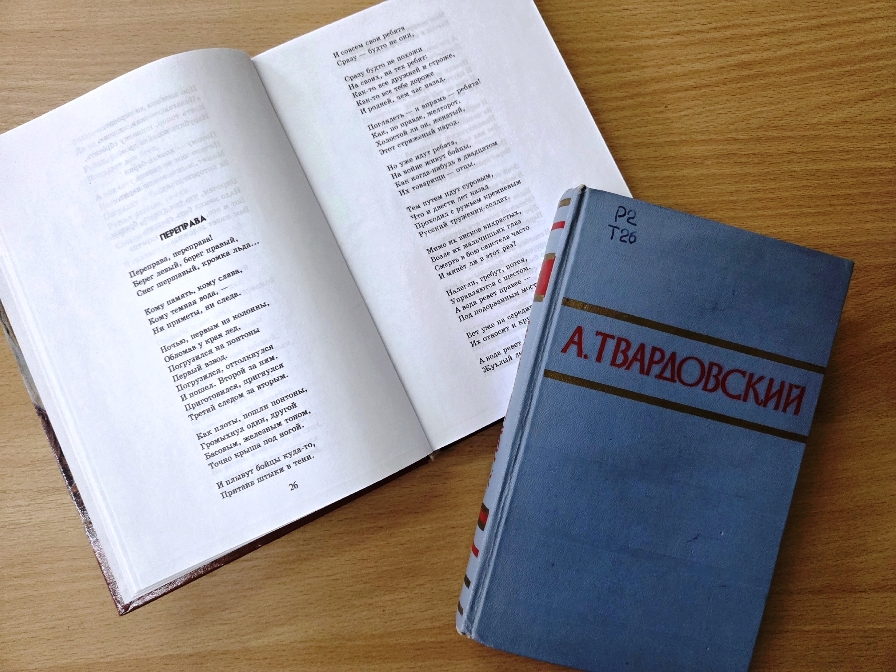 ПЕРЕПРАВА
Переправа, переправа!
Берег левый, берег правый,
Снег шершавый, кромка льда...
Кому память, кому слава,
Кому темная вода, —
Ни приметы, ни следа.
Ночью, первым из колонны,
Обломав у края лед,
Погрузился на понтоны
Первый взвод.
Погрузился, оттолкнулся
И пошел. Второй за ним.
Приготовился, пригнулся
Третий следом за вторым.
Как плоты, пошли понтоны,
Громыхнул один, другой
Басовым, железным тоном,
Точно крыша под ногой.
И плывут бойцы куда-то,
Притаив штыки в тени.
26
И совсем свои ребята
Сразу — будто не они,
Сразу будто не похожи
На своих, на тех ребят:
Как-то все дружней и строже,
Как-то все тебе дороже
И родней, чем час назад.
Поглядеть — и впрямь — ребята!
Как, по правде, желторот,
Холостой ли он, женатый,
Этот стриженый народ.
Но уже идут ребята,
На войне живут бойцы,
Как когда-нибудь в двадцатом
Их товарищи — отцы.
Тем путем идут суровым,
Что и двести лет назад
Проходил с ружьем кремневым
Русский труженик-солдат.
Мимо их висков вихрастых,
Возле их мальчишьих глаз
Смерть в бою свистела часто
И минёт ли в этот раз?
Налегли, гребут, потея,
Управляются с шестом.
А вода ревет правее —
Под подорванным мост
Вот уже на середи
Их относит и кру
А вода ревет
Жухлый
Р2
Т26
А. ТВАРДОВСКИЙ